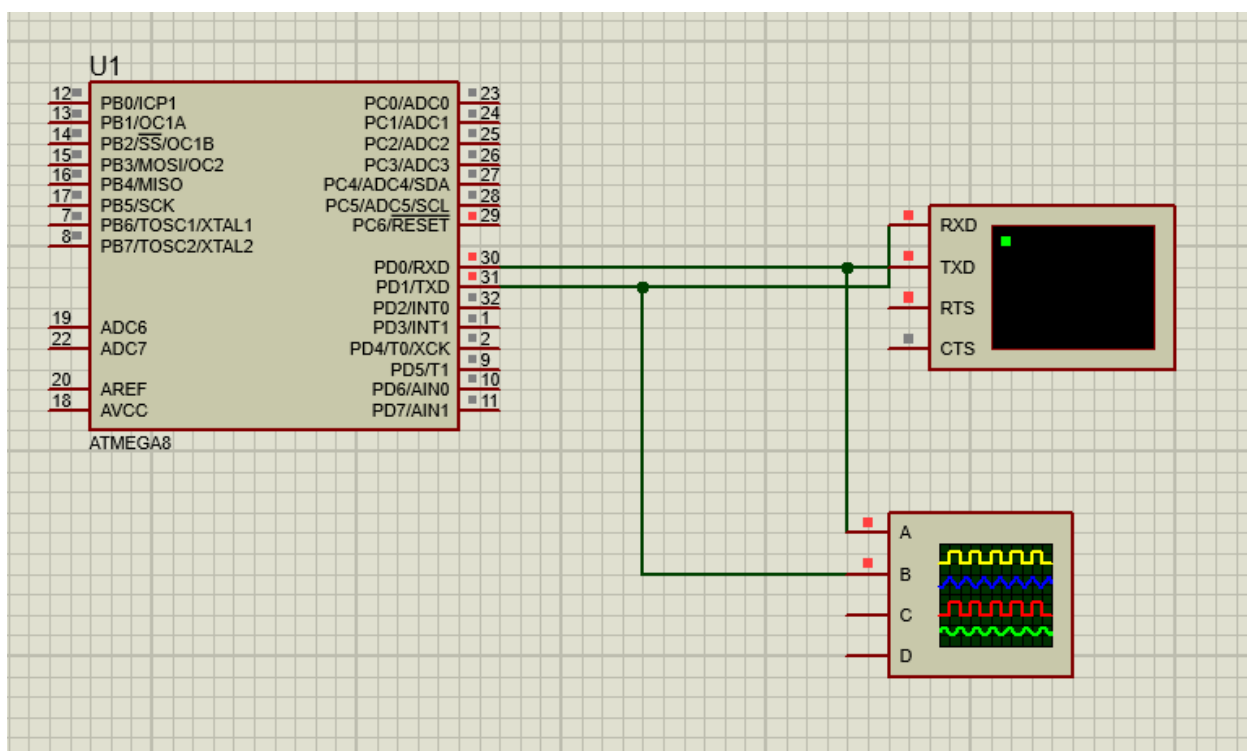 U1
12 PB0/ICP1
13 PB1/OC1A
14 PB2/SS/OC1B
15 PB3/MOSI/OC2
16 PB4/MISO
17 PB5/SCK
7 PB6/TOSC1/XTAL1
8 PB7/TOSC2/XTAL2
19 ADC6
22 ADC7
20 AREF
18 AVCC
PC0/ADC0 23
PC1/ADC1 24
PC2/ADC2 25
PC3/ADC3 26
PC4/ADC4/SDA 27
PC5/ADC5/SCL 28
PC6/RESET 29
PD0/RXD 30
PD1/TXD 31
PD2/INT0 32
PD3/INT1 1
PD4/T0/XCK 2
PD5/T1 9
PD6/AIN0 10
PD7/AIN1 11
ATMEGA8
RXD
TXD
RTS
CTS
A
B
C
D